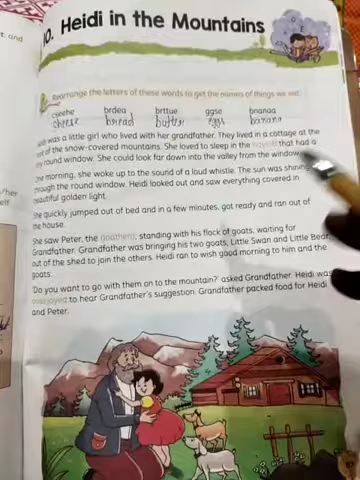 t and
10. Heidi in the Mountains
Rearrange the letters of these words to get the names of things we eat.
cseehe brdea brttue ggse bnanaa
cheese bread butter eggs banana
was a little girl who lived with her grandfather. They lived in a cottage at the
of the snow-covered mountains. She loved to sleep in the hayloft that had a
round window. She could look far down into the valley from the window.
One morning, she woke up to the sound of a loud whistle. The sun was shining
through the round window. Heidi looked out and saw everything covered in
beautiful golden light.
She quickly jumped out of bed and in a few minutes, got ready and ran out of
the house.
She saw Peter, the goatherd, standing with his flock of goats, waiting for
Grandfather. Grandfather was bringing his two goats, Little Swan and Little Bear,
out of the shed to join the others. Heidi ran to wish good morning to him and the
goats.
'Do you want to go with them on to the mountain?' asked Grandfather. Heidi was
overjoyed to hear Grandfather's suggestion. Grandfather packed food for Heidi
and Peter.
/her
elf